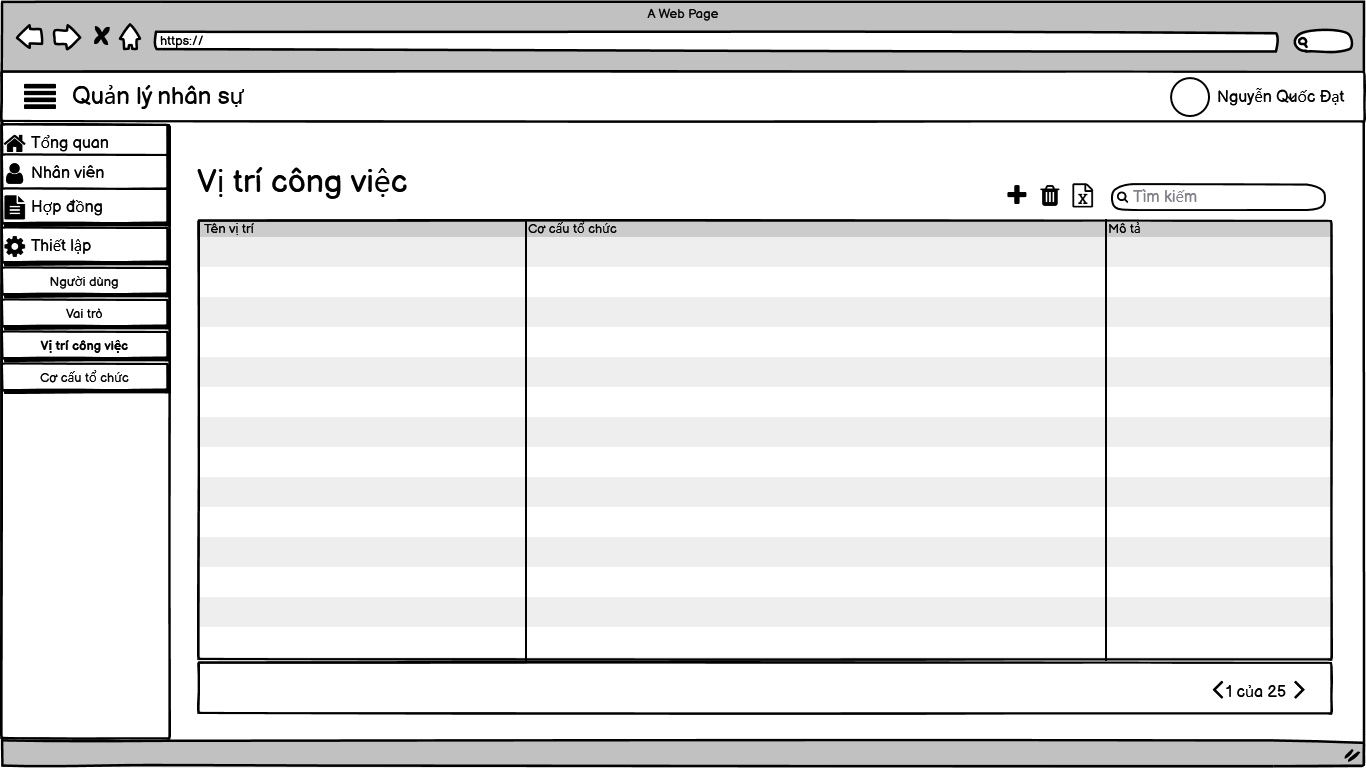 A Web Page
https://
Quản lý nhân sự
Nguyễn Quốc Đạt
Tổng quan
Nhân viên
Hợp đồng
Thiết lập
Người dùng
Vai trò
Vị trí công việc
Cơ cấu tổ chức
Vị trí công việc
Tìm kiếm
Tên vị trí
Cơ cấu tổ chức
Mô tả
1 của 25